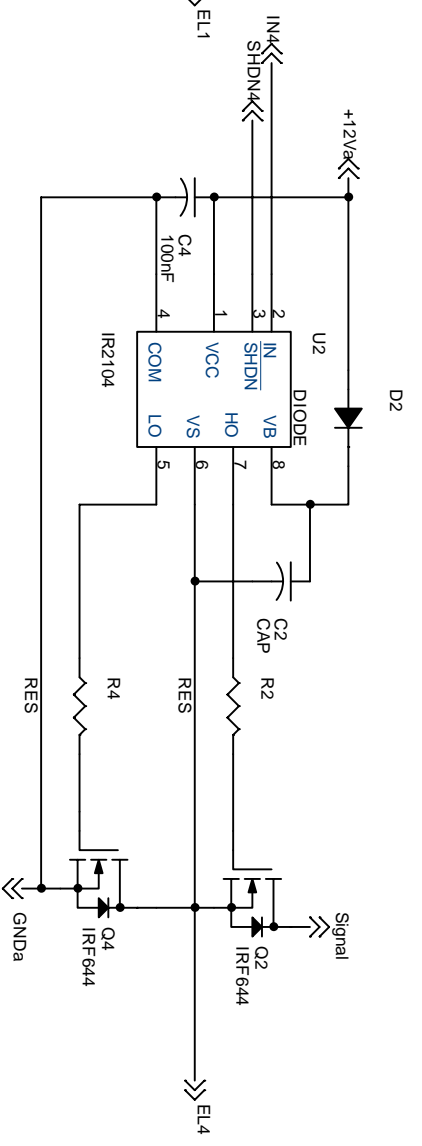 EL1
IN4
SHDN4
+12Va
C4
100nF
D2
U2
DIODE
2
3
1
4
IN
SHDN
VCC
COM
VB
HO
VS
LO
8
7
6
5
IR2104
C2
CAP
R2
RES
R4
RES
Signal
Q2
IRF644
Q4
IRF644
GNDa
EL4